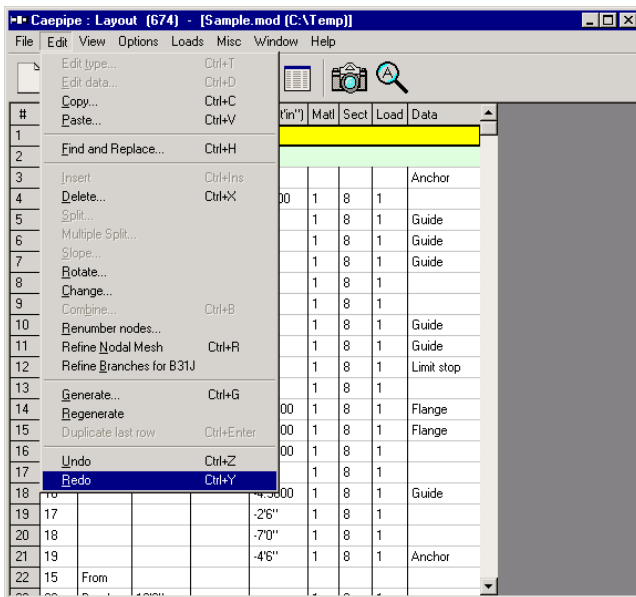 Caepipe : Layout (674) - [Sample.mod (C:\Temp)]
File Edit View Options Loads Misc Window Help
Edit type... Ctrl+T
Edit data... Ctrl+D
Copy... Ctrl+C
Paste... Ctrl+V
Find and Replace... Ctrl+H
Insert Ctrl+Ins
Delete... Ctrl+X
Split...
Multiple Split...
Slope...
Rotate...
Change...
Combine... Ctrl+B
Renumber nodes...
Refine Nodal Mesh Ctrl+R
Refine Branches for B31J
Generate... Ctrl+G
Regenerate
Duplicate last row Ctrl+Enter
Undo Ctrl+Z
Redo Ctrl+Y
# t'in") Matl Sect Load Data
1
2
3 Anchor
4 00 1 8 1
5 1 8 1 Guide
6 1 8 1 Guide
7 1 8 1 Guide
8 1 8 1
9 1 8 1
10 1 8 1 Guide
11 1 8 1 Guide
12 1 8 1 Limit stop
13 1 8 1
14 00 1 8 1 Flange
15 00 1 8 1 Flange
16 00 1 8 1
17 1 8 1
18 1 8 1 Guide
19 17 -2'6" 1 8 1
20 18 -7'0" 1 8 1
21 19 -4'6" 1 8 1 Anchor
22 15 From